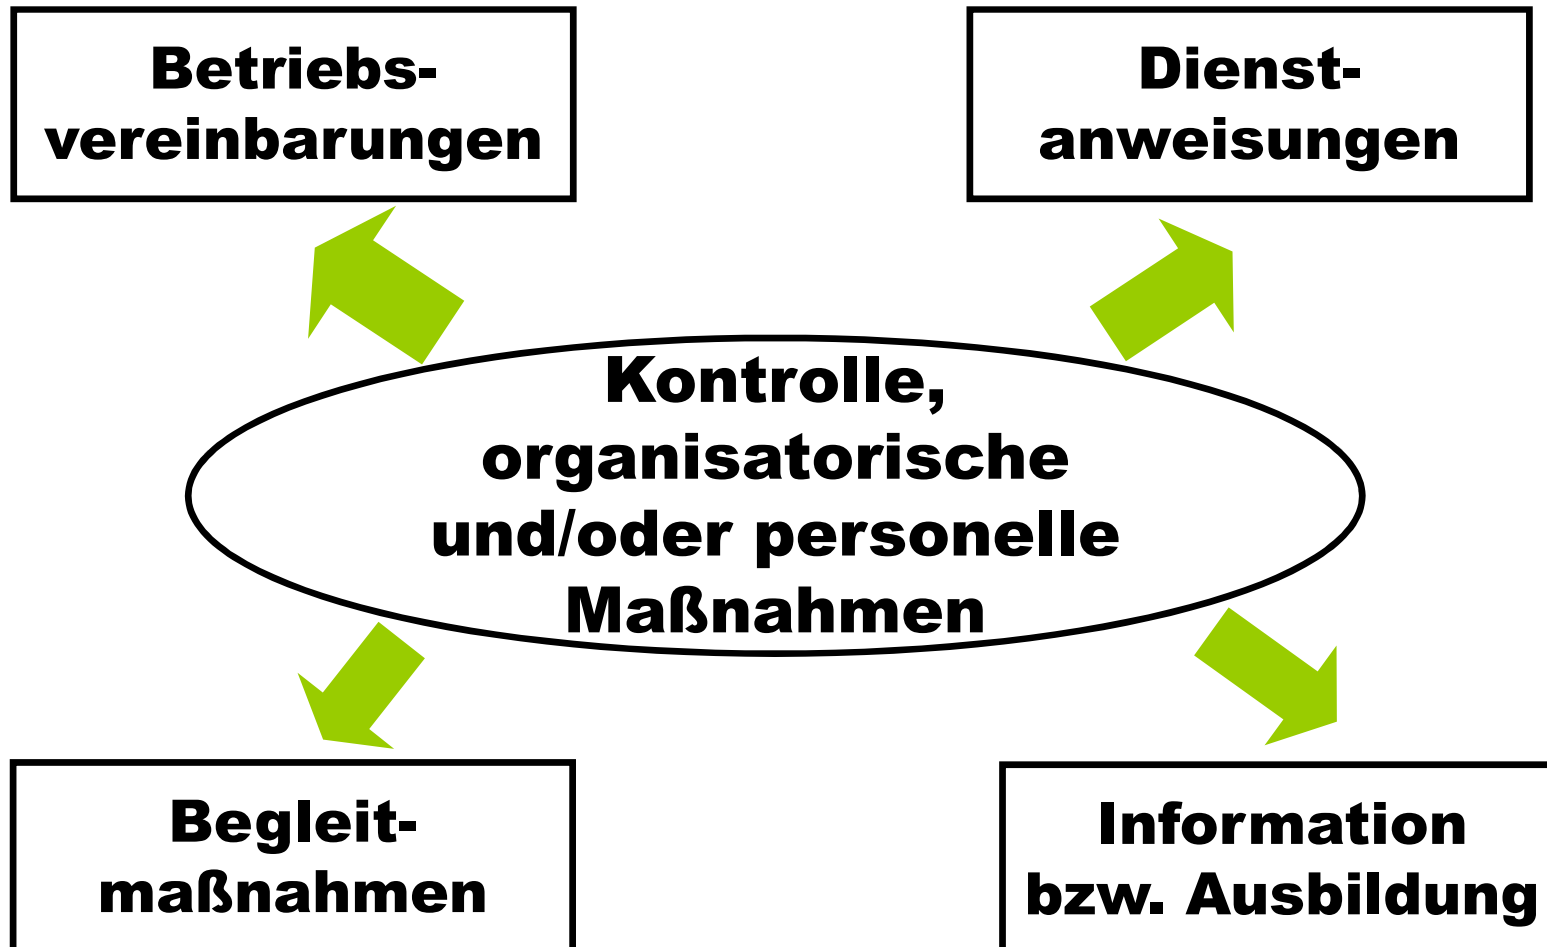 Betriebs-
vereinbarungen
Dienst-
anweisungen
Kontrolle,
organisatorische
und/oder personelle
Maßnahmen
Begleit-
maßnahmen
Information
bzw. Ausbildung